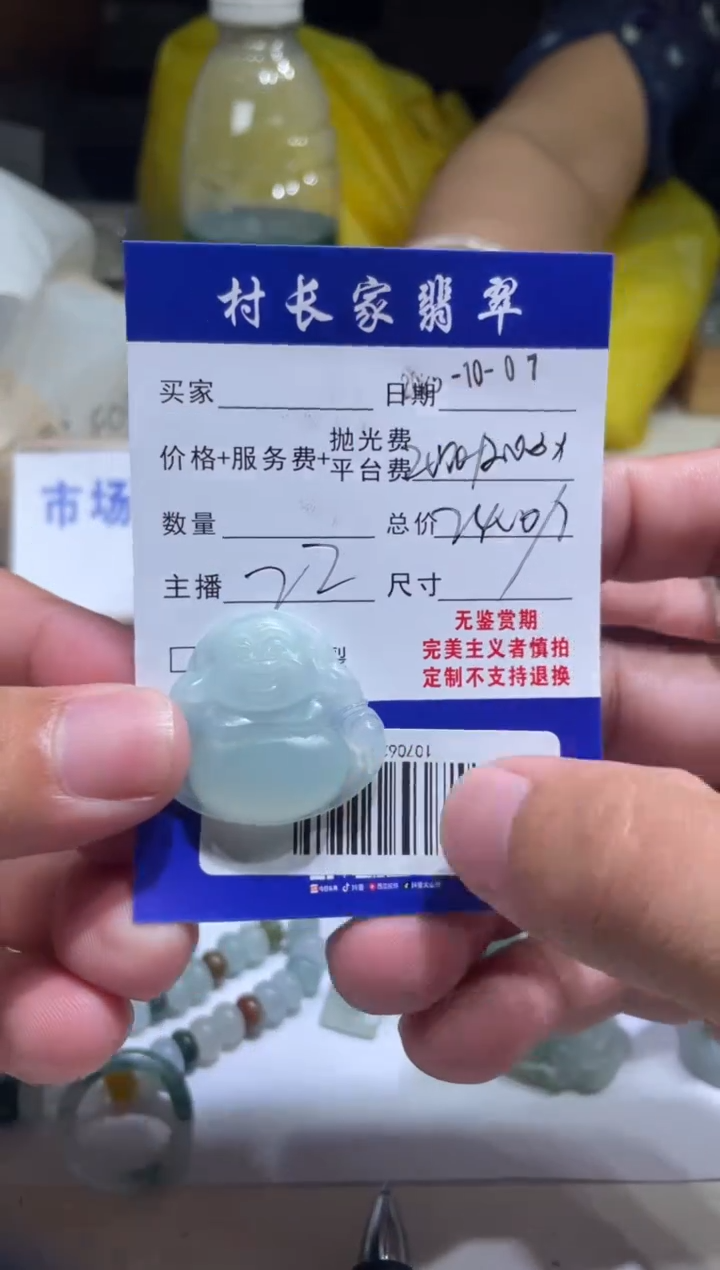 村长家翡翠
买家 日期 -10-07
价格+服务费+抛光费
平台费
数量 总价
主播 22 尺寸
无鉴赏期
完美主义者慎拍
定制不支持退换
市场